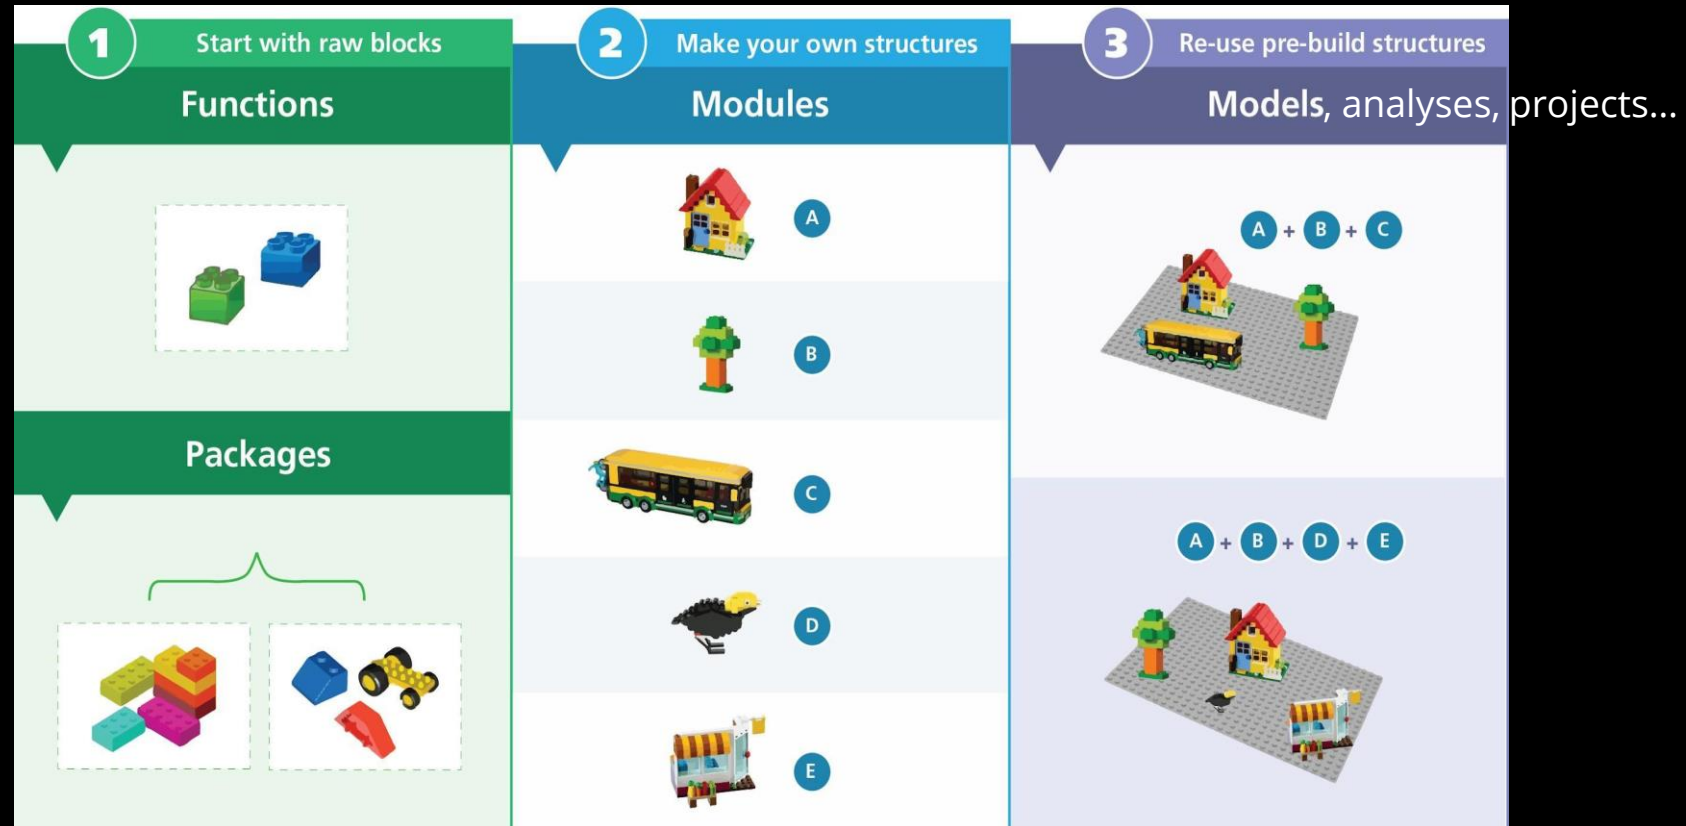 1
Start with raw blocks
Functions
Packages
2
Make your own structures
Modules
A
B
C
D
E
3
Re-use pre-build structures
Models, analyses, projects...
A + B + C
A + B + D + E